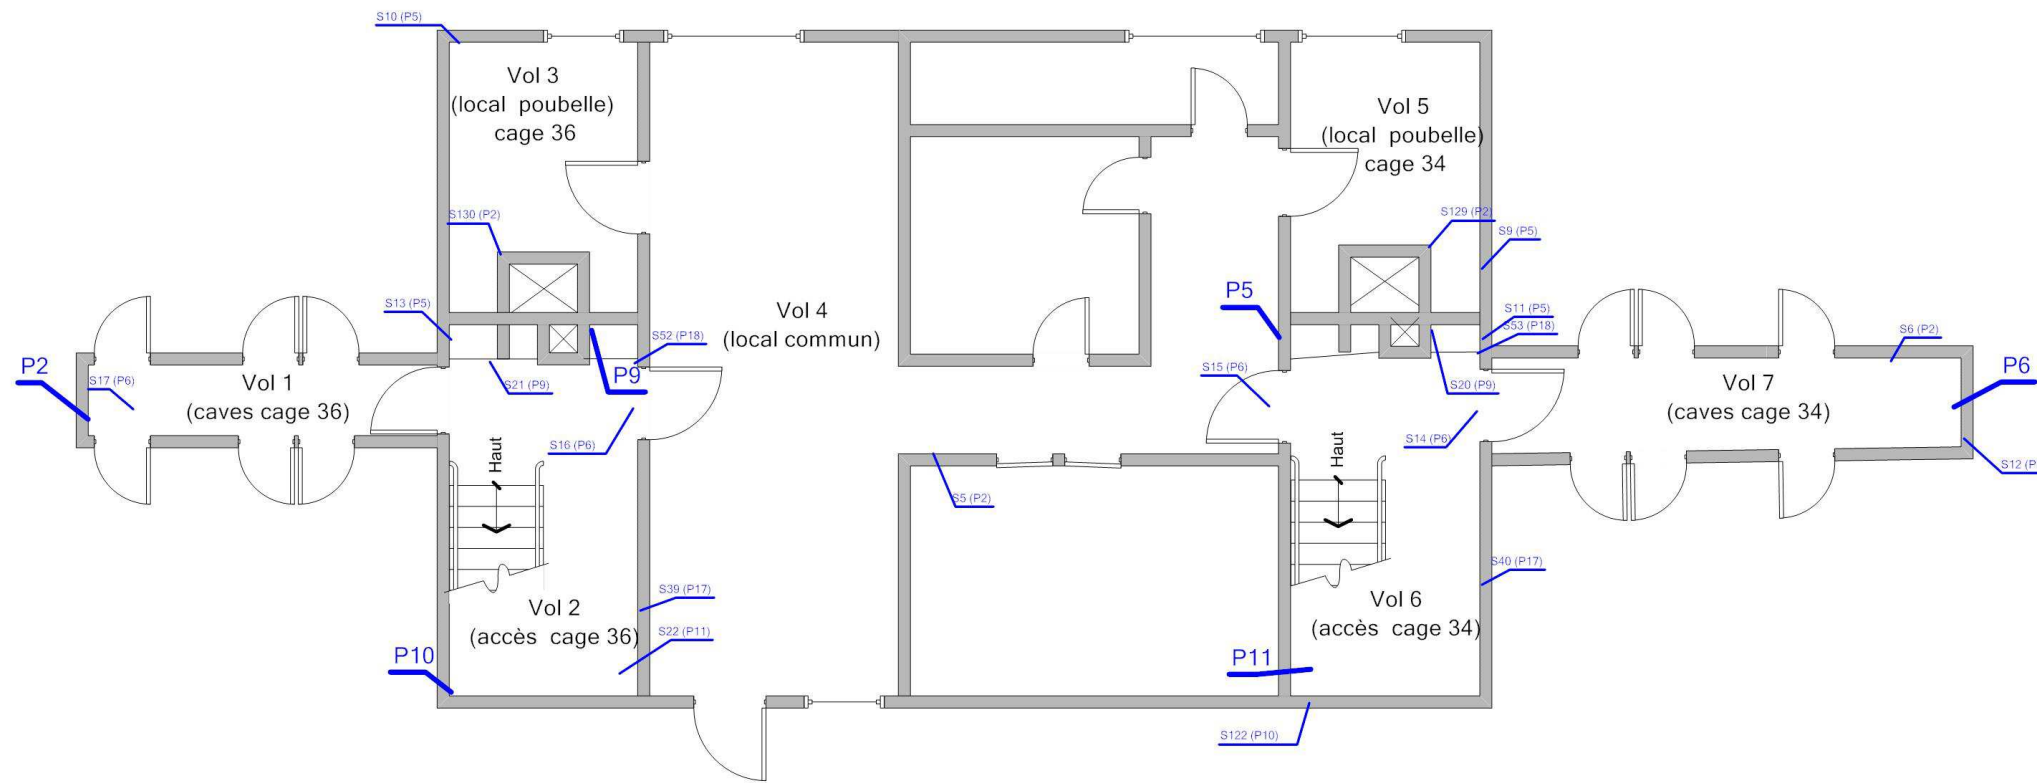 S10 (P5)
Vol 3
(local poubelle)
cage 36
Vol 5
(local poubelle)
cage 34
S130 (P2)
S129 (P2)
S9 (P5)
P5
S13 (P5)
Vol 4
(local commun)
S11 (P5)
S53 (P18)
S6 (P2)
S52 (P18)
P2
S17 (P6)
Vol 1
(caves cage 36)
S21 (P9)
P9
S15 (P6)
S20 (P9)
Vol 7
(caves cage 34)
P6
S16 (P6)
S14 (P6)
Haut
Haut
S12 (P
S5 (P2)
S40 (P17)
S39 (P17)
Vol 2
(accès cage 36)
Vol 6
(accès cage 34)
S22 (P11)
P10
P11
S122 (P10)